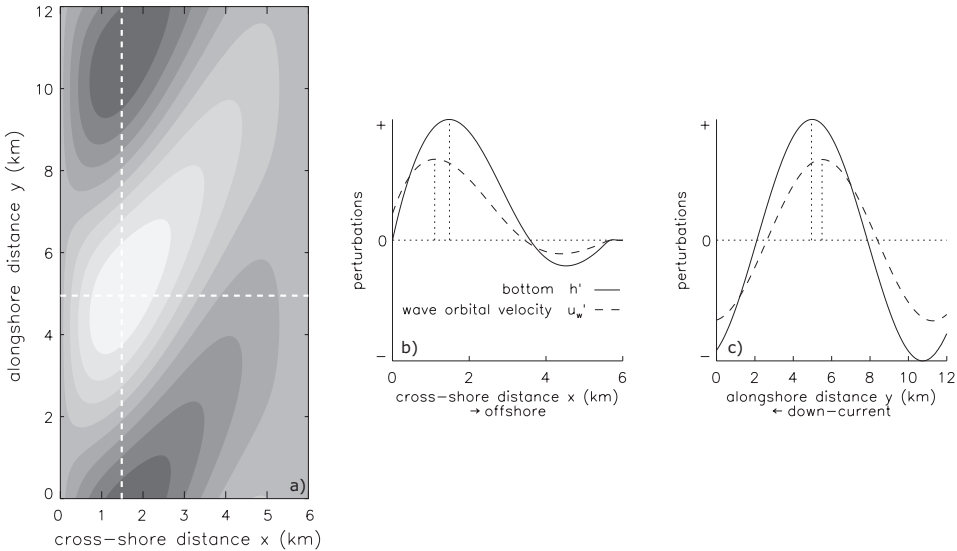 12
10
8
6
4
2
0
alongshore distance y (km)
0 1 2 3 4 5 6
cross-shore distance x (km)
a)
+
0
−
perturbations
bottom h'
wave orbital velocity u_w'
b)
0 2 4 6
cross-shore distance x (km)
→ offshore
+
0
−
perturbations
c)
0 2 4 6 8 10 12
alongshore distance y (km)
← down-current